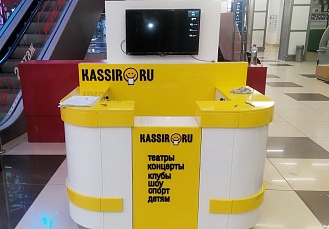 KASSIR RU
KASSIR RU
театры
концерты
клубы
шоу
спорт
детям